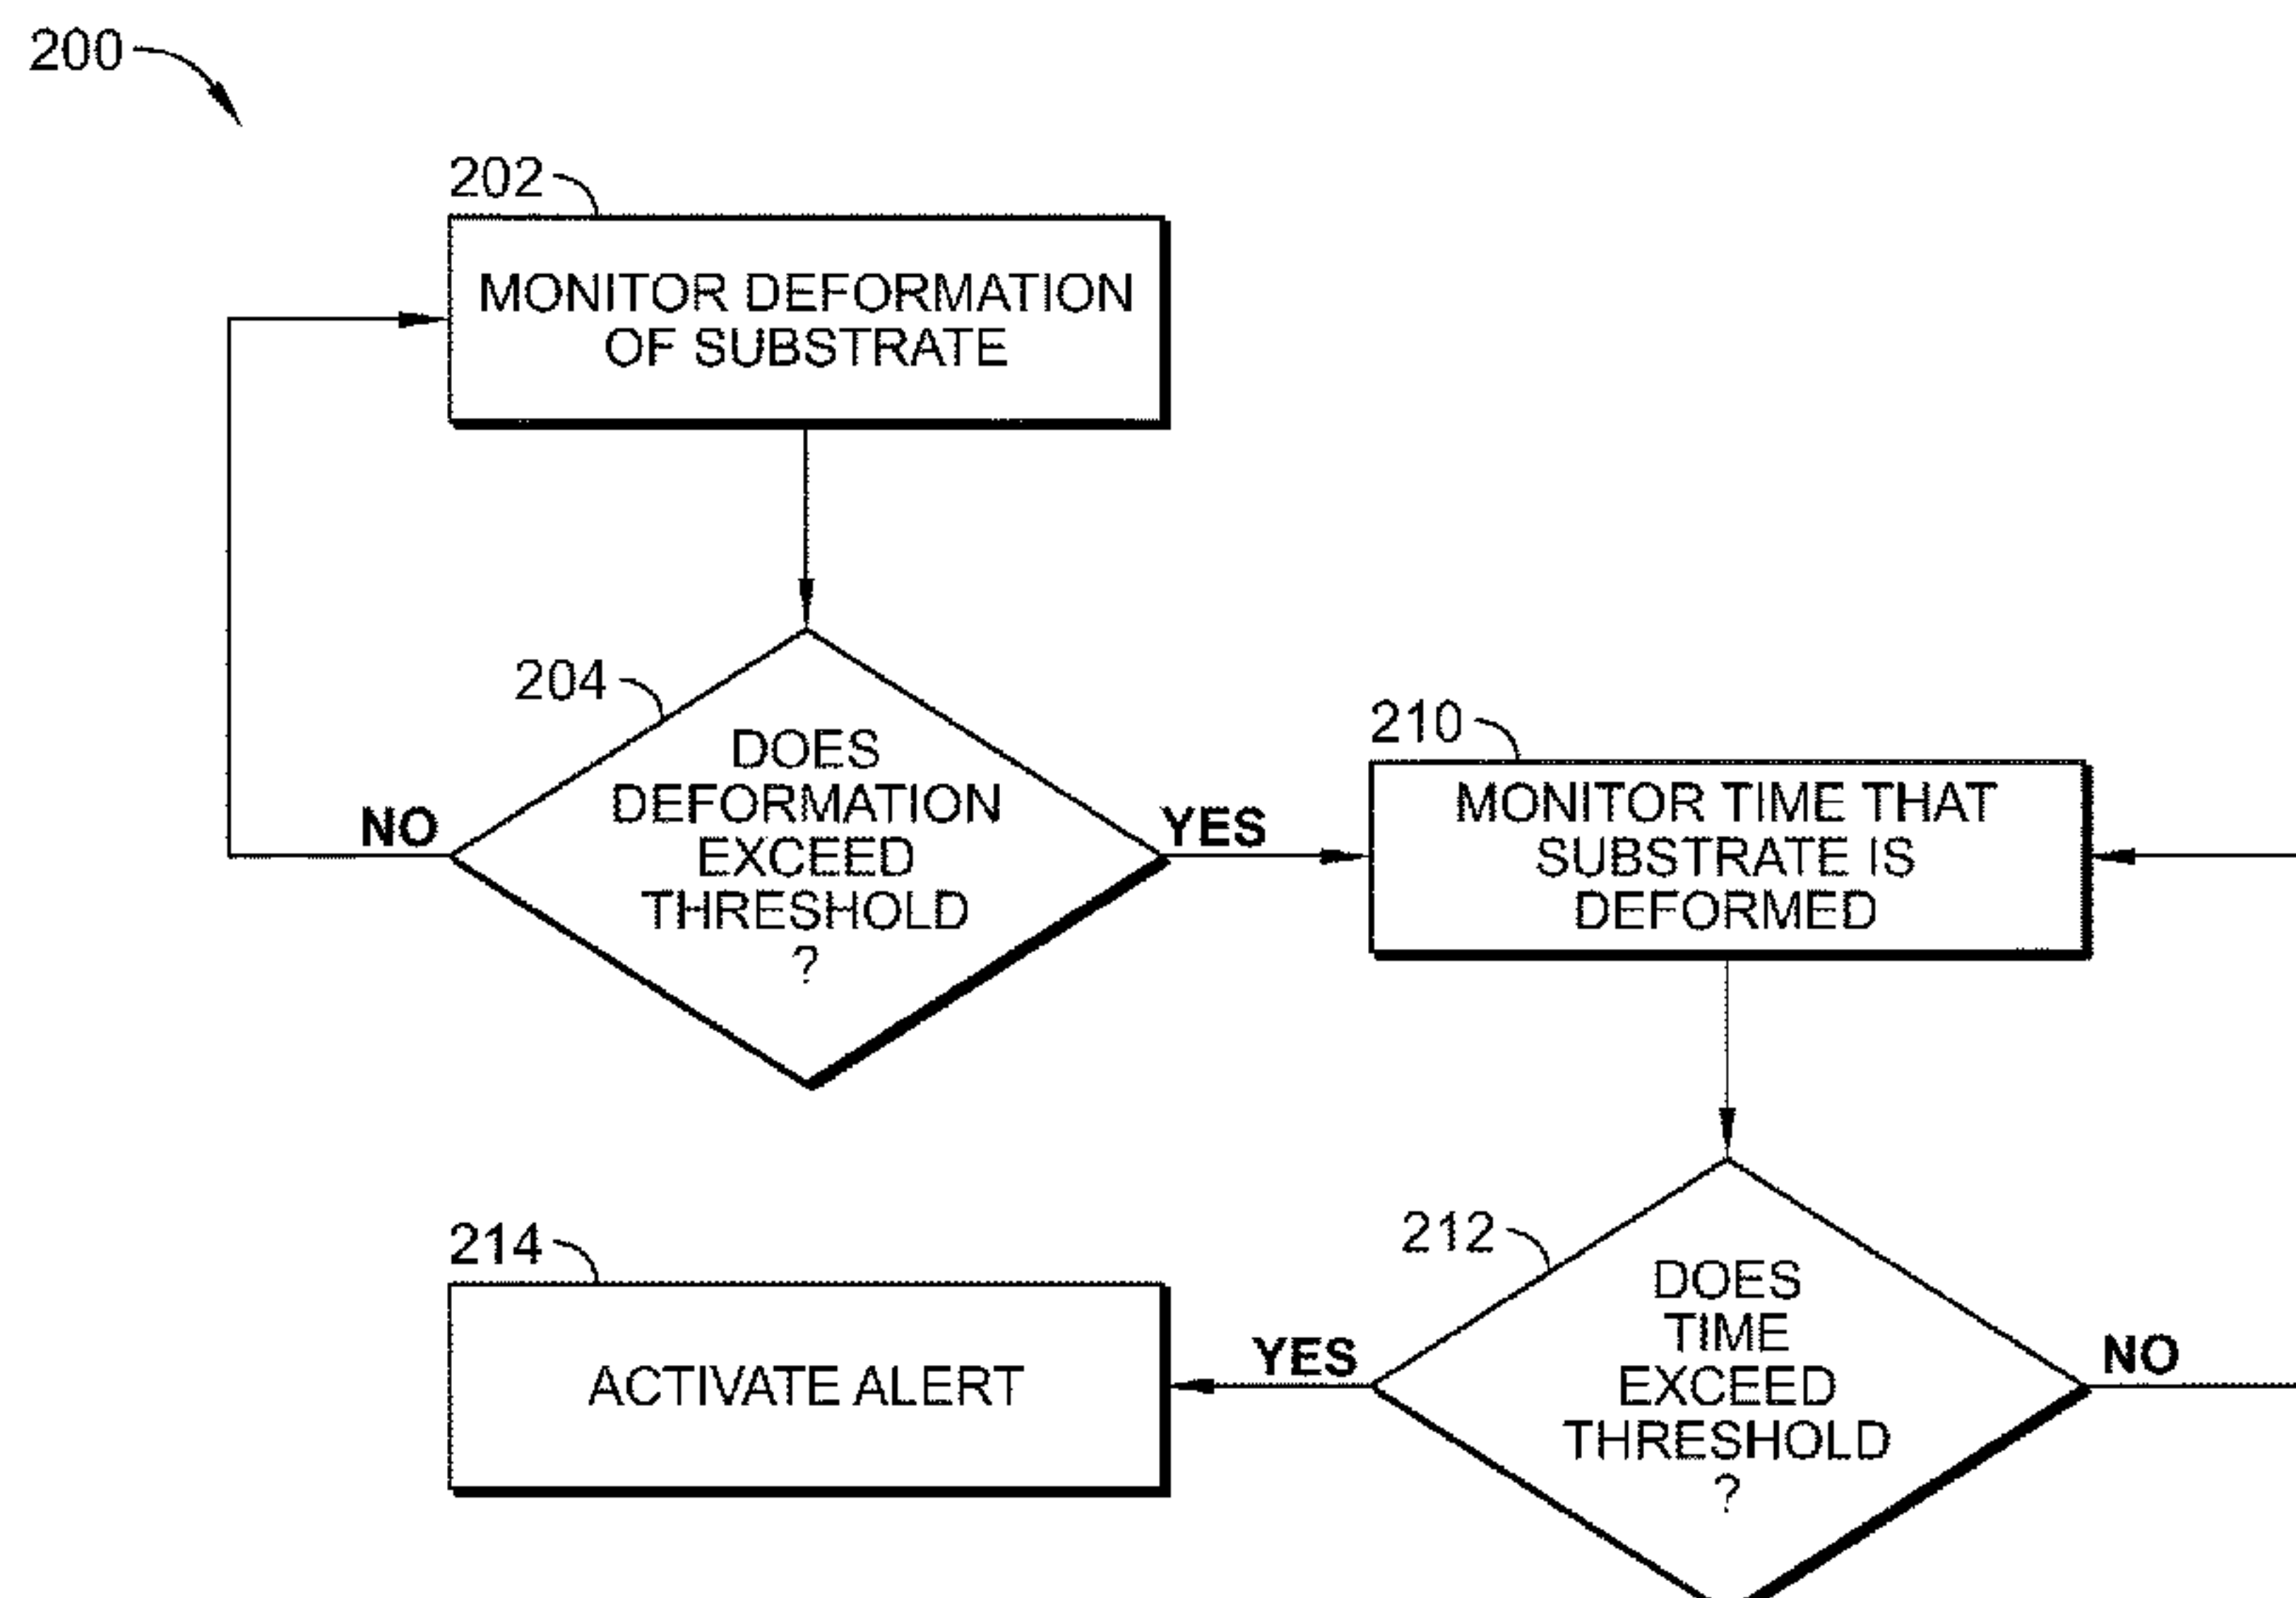 200
202
MONITOR DEFORMATION
OF SUBSTRATE
204
DOES
DEFORMATION
EXCEED
THRESHOLD
?
NO
YES
210
MONITOR TIME THAT
SUBSTRATE IS
DEFORMED
212
DOES
TIME
EXCEED
THRESHOLD
?
YES
NO
214
ACTIVATE ALERT